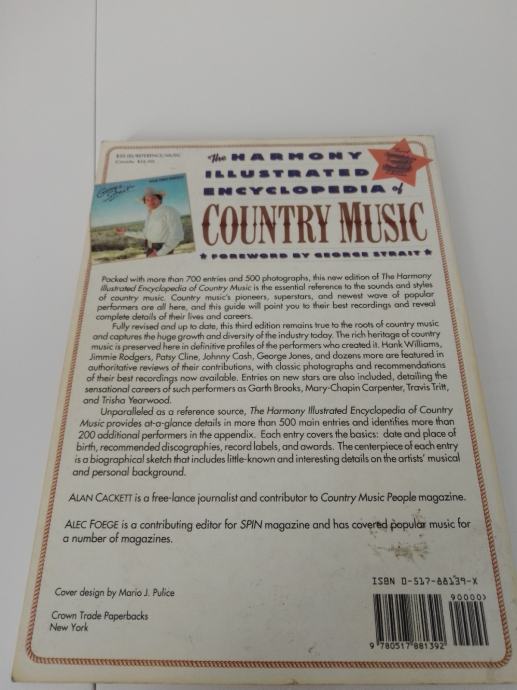 The HARMONY
ILLUSTRATED
ENCYCLOPEDIA of
COUNTRY MUSIC
FOREWORD BY GEORGE STRAIT
Packed with more than 700 entries and 500 photographs, this new edition of The Harmony
Illustrated Encyclopedia of Country Music is the essential reference to the sounds and styles
of country music. Country music's pioneers, superstars, and newest wave of popular
performers are all here, and this guide will point you to their best recordings and reveal
complete details of their lives and careers.
Fully revised and up to date, this third edition remains true to the roots of country music
and captures the huge growth and diversity of the industry today. The rich heritage of country
music is preserved here in definitive profiles of the performers who created it. Hank Williams,
Jimmie Rodgers, Patsy Cline, Johnny Cash, George Jones, and dozens more are featured in
authoritative reviews of their contributions, with classic photographs and recommendations
of their best recordings now available. Entries on new stars are also included, detailing the
sensational careers of such performers as Garth Brooks, Mary-Chapin Carpenter, Travis Tritt,
and Trisha Yearwood.
Unparalleled as a reference source, The Harmony Illustrated Encyclopedia of Country
Music provides at-a-glance details in more than 500 main entries and identifies more than
200 additional performers in the appendix. Each entry covers the basics: date and place of
birth, recommended discographies, record labels, and awards. The centerpiece of each entry
is a biographical sketch that includes little-known and interesting details on the artists' musical
and personal background.
ALAN CACKETT is a free-lance journalist and contributor to Country Music People magazine.
ALEC FOEGE is a contributing editor for SPIN magazine and has covered popular music for
a number of magazines.
Cover design by Mario J. Pulice
Crown Trade Paperbacks
New York
ISBN 0-517-88139-X
90000>
9 780517 881392